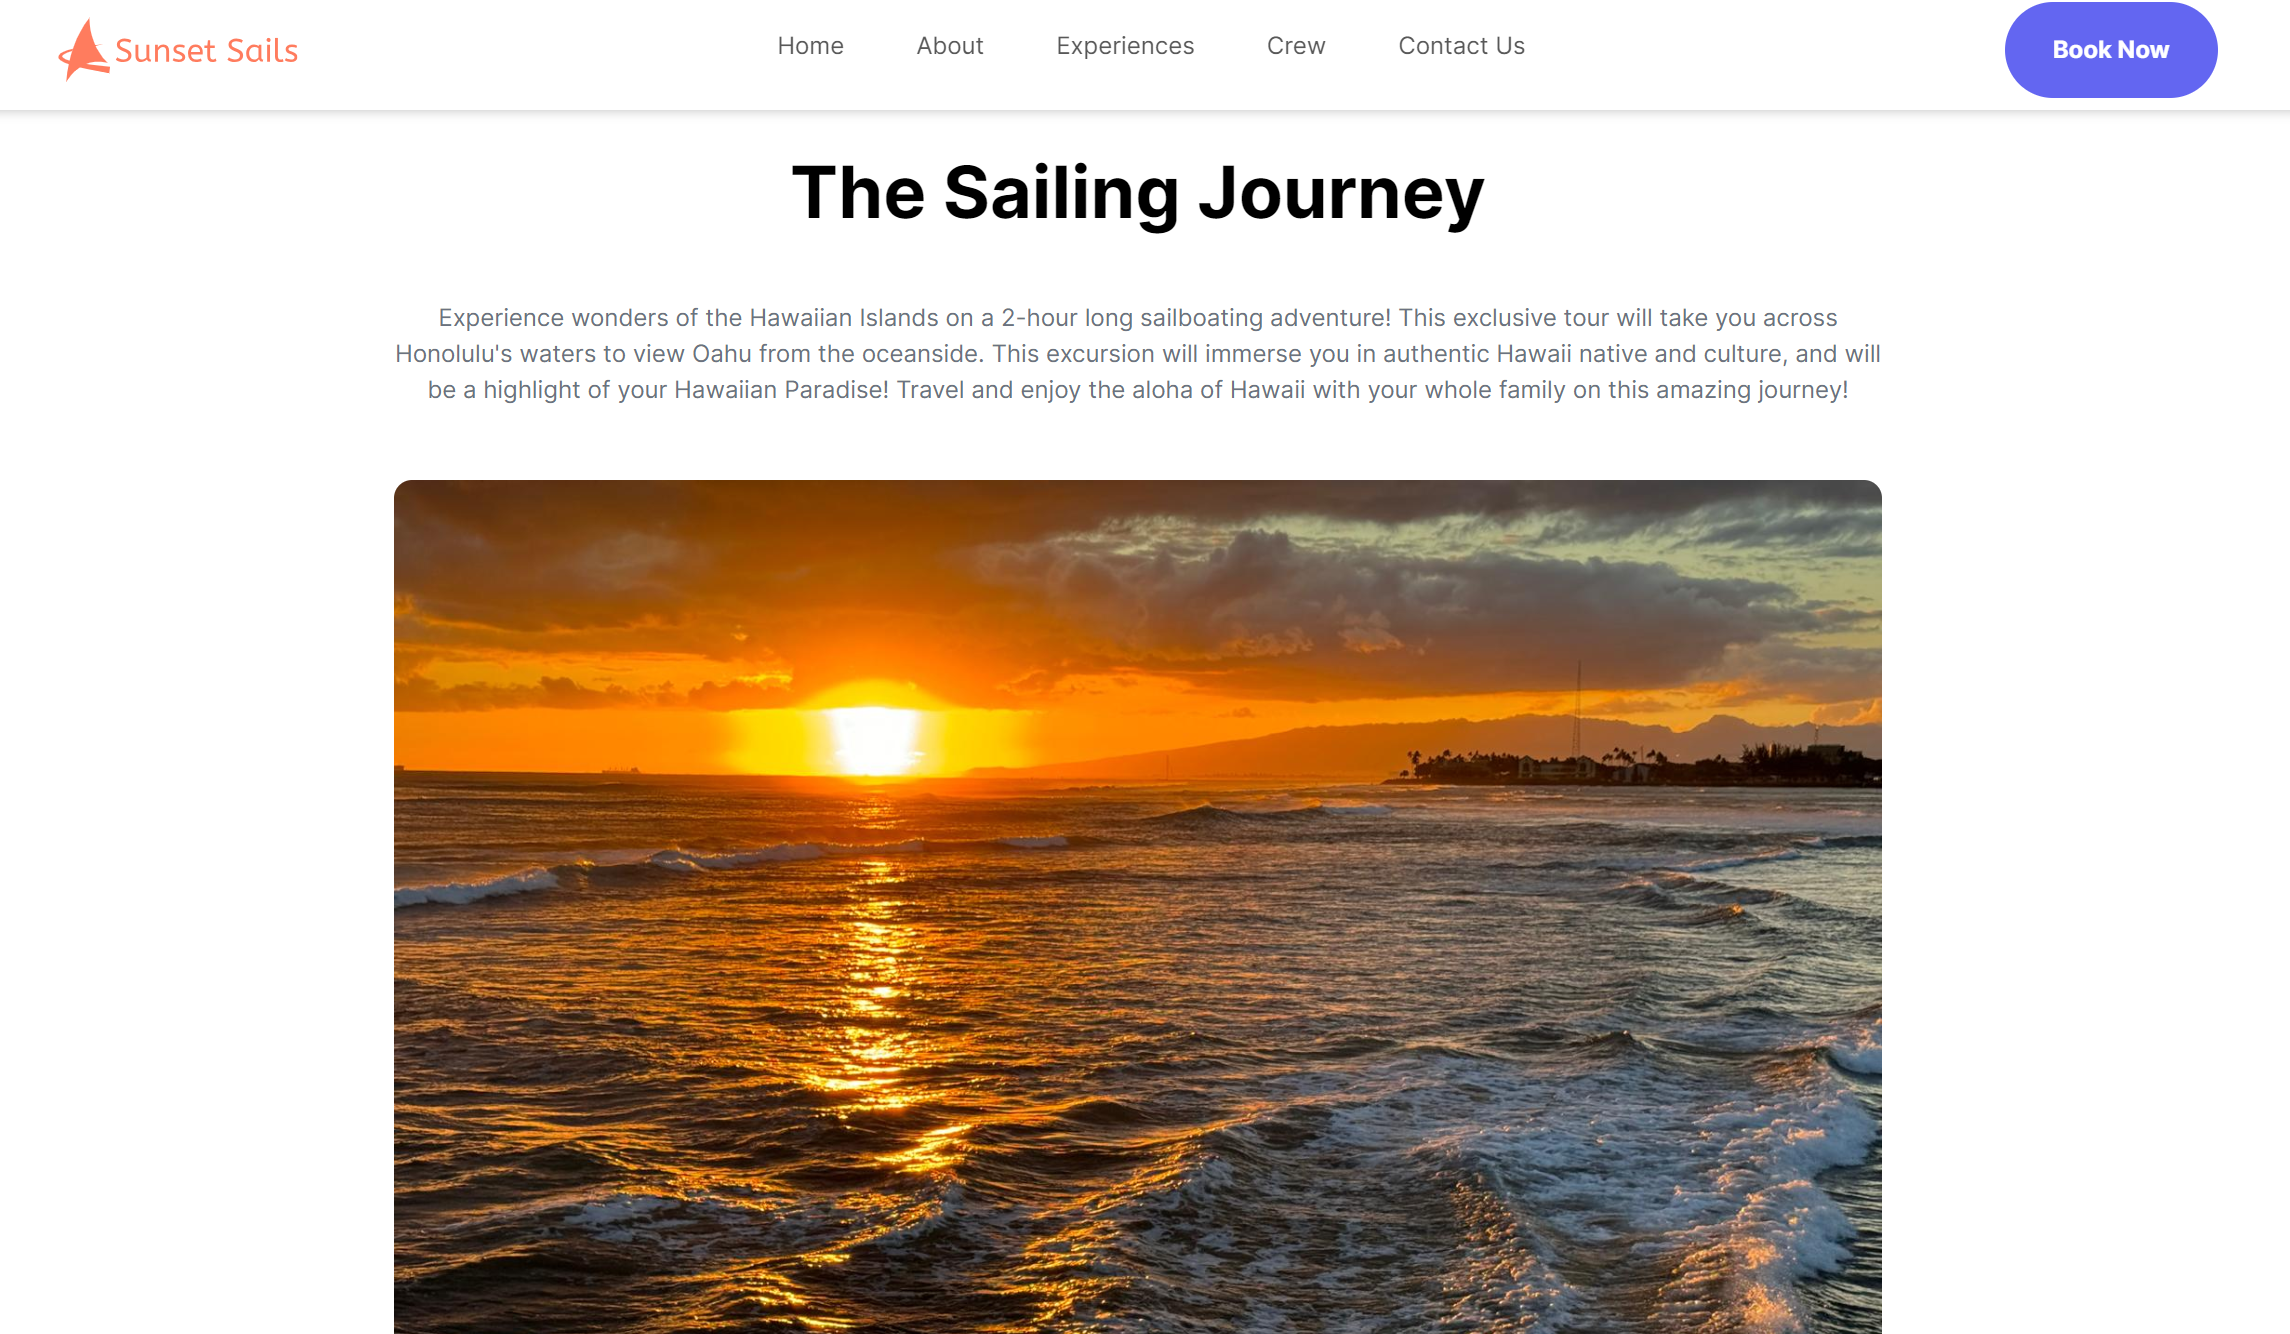 Sunset Sails
Home
About
Experiences
Crew
Contact Us
Book Now
The Sailing Journey
Experience wonders of the Hawaiian Islands on a 2-hour long sailboating adventure! This exclusive tour will take you across
Honolulu's waters to view Oahu from the oceanside. This excursion will immerse you in authentic Hawaii native and culture, and will
be a highlight of your Hawaiian Paradise! Travel and enjoy the aloha of Hawaii with your whole family on this amazing journey!